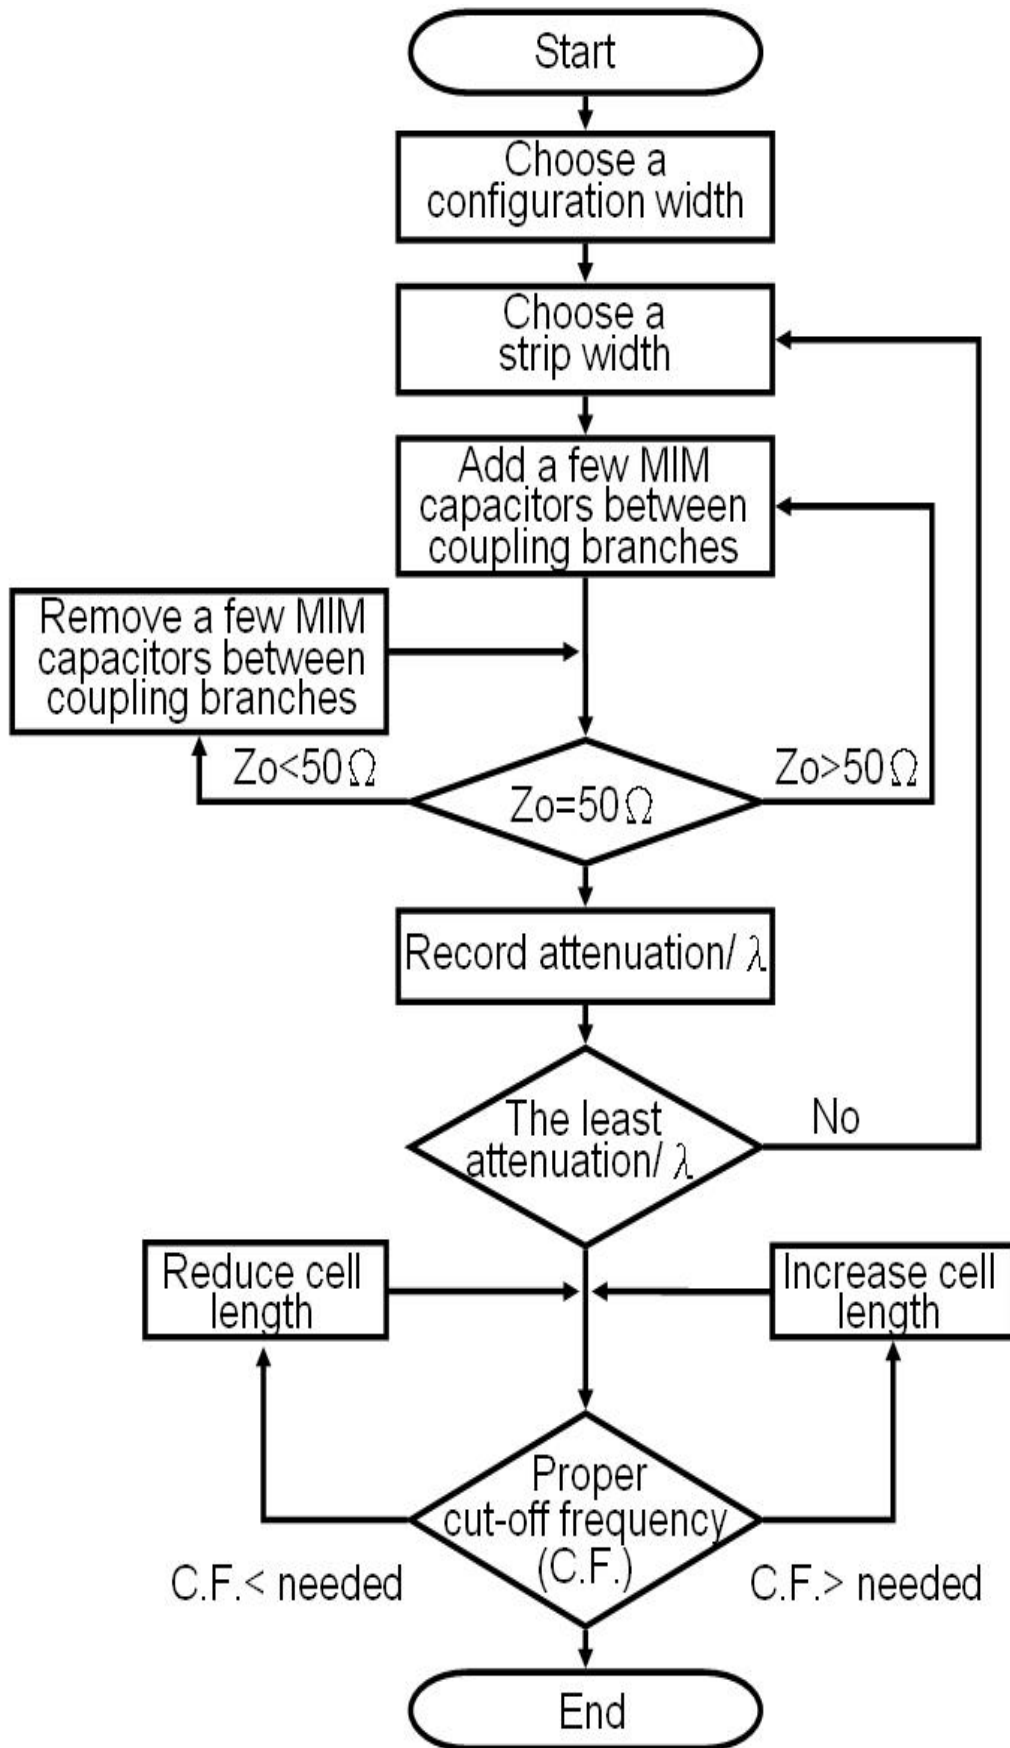 Start
Choose a
configuration width
Choose a
strip width
Add a few MIM
capacitors between
coupling branches
Remove a few MIM
capacitors between
coupling branches
Zo<50Ω
Zo=50Ω
Zo>50Ω
Record attenuation/ λ
The least
attenuation/ λ
No
Reduce cell
length
Increase cell
length
Proper
cut-off frequency
(C.F.)
C.F.< needed
C.F.> needed
End